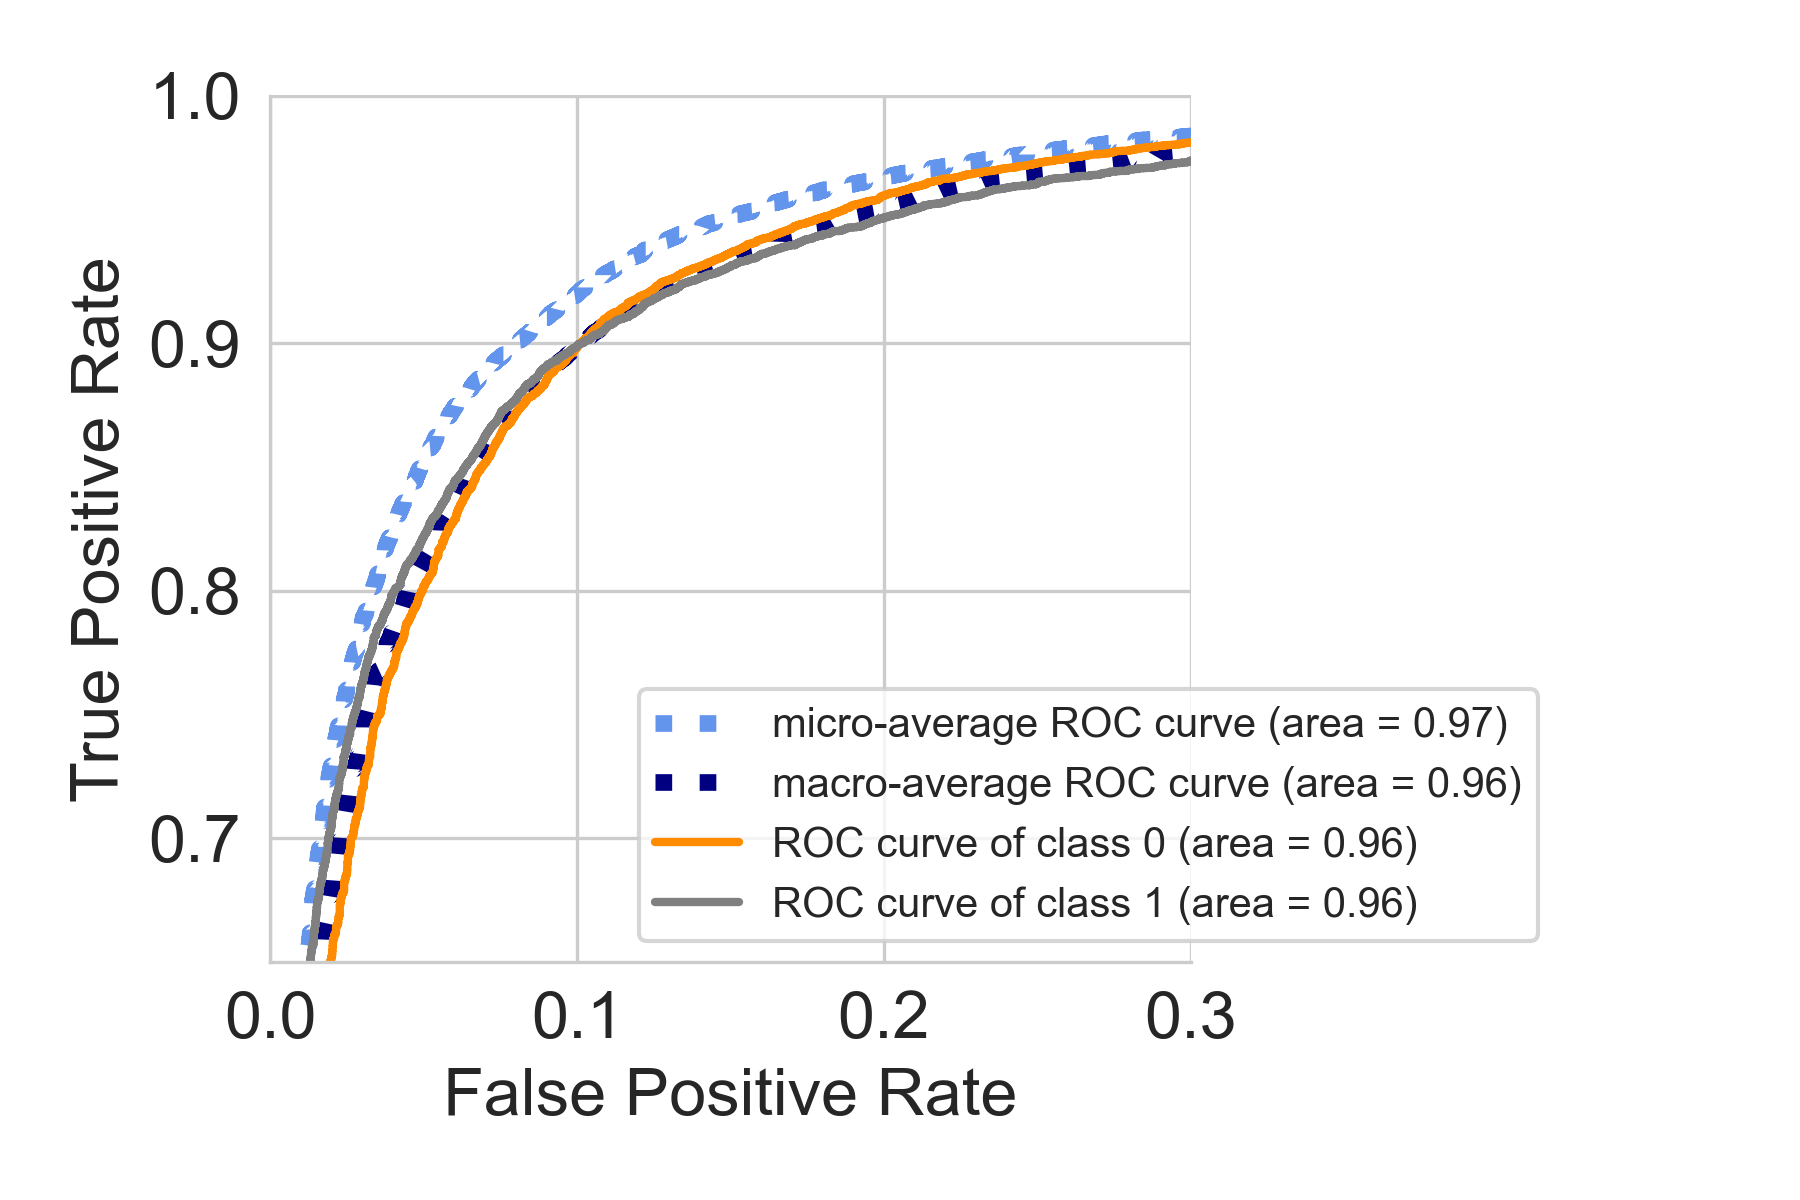 1.0
0.9
0.8
0.7
True Positive Rate
micro-average ROC curve (area = 0.97)
macro-average ROC curve (area = 0.96)
ROC curve of class 0 (area = 0.96)
ROC curve of class 1 (area = 0.96)
0.0 0.1 0.2 0.3
False Positive Rate